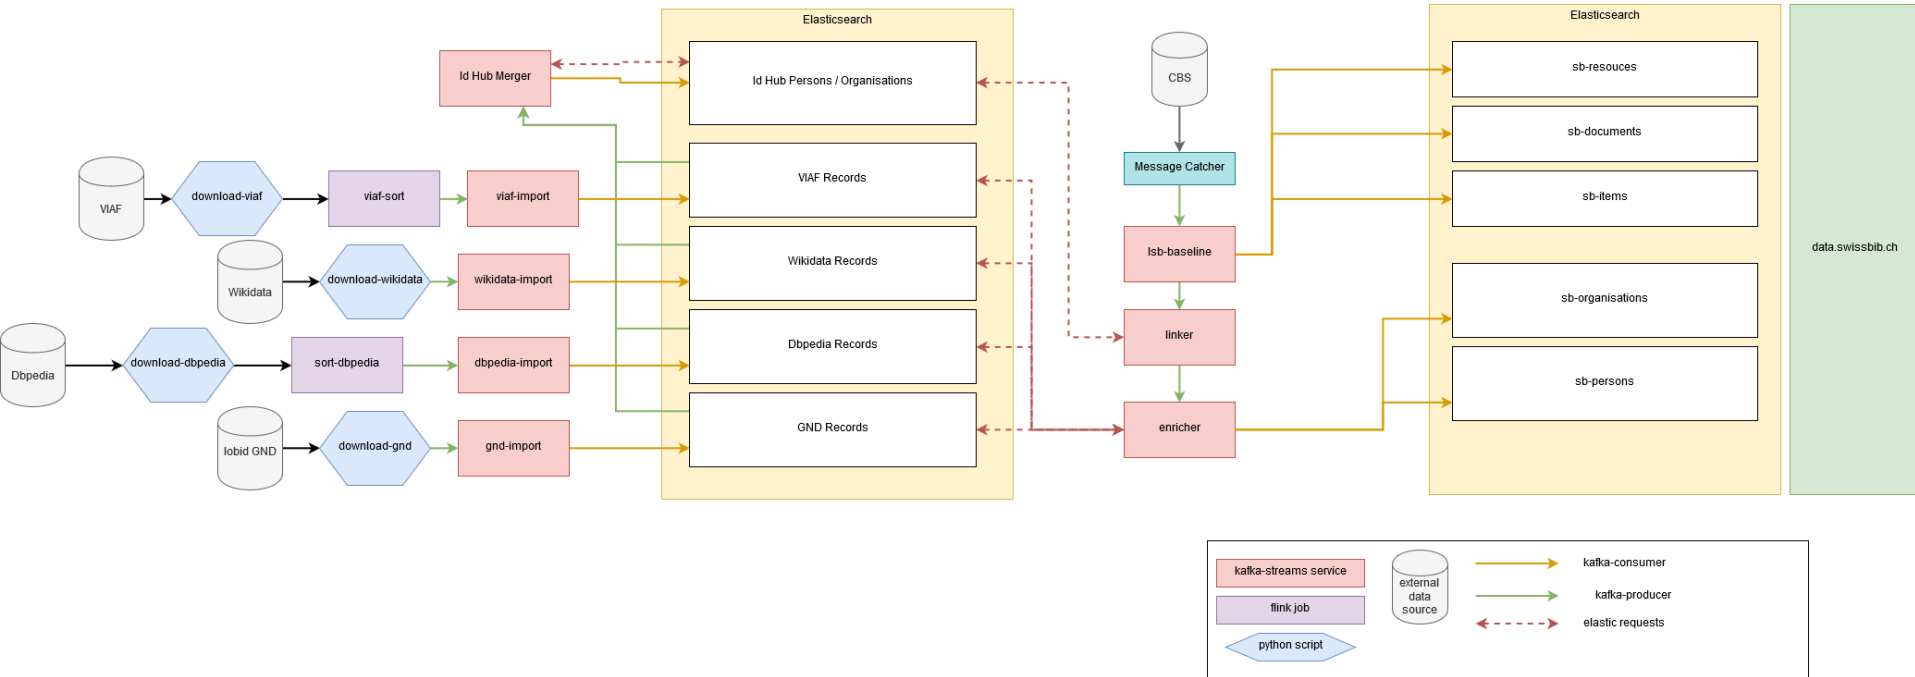 Elasticsearch
Id Hub Merger
Id Hub Persons / Organisations
VIAF
download-viaf
viaf-sort
viaf-import
VIAF Records
Wikidata
download-wikidata
wikidata-import
Wikidata Records
Dbpedia
download-dbpedia
sort-dbpedia
dbpedia-import
Dbpedia Records
lobid GND
download-gnd
gnd-import
GND Records
CBS
Message Catcher
lsb-baseline
linker
enricher
Elasticsearch
sb-resouces
sb-documents
sb-items
sb-organisations
sb-persons
data.swissbib.ch
kafka-streams service
flink job
python script
external
data
source
kafka-consumer
kafka-producer
elastic requests